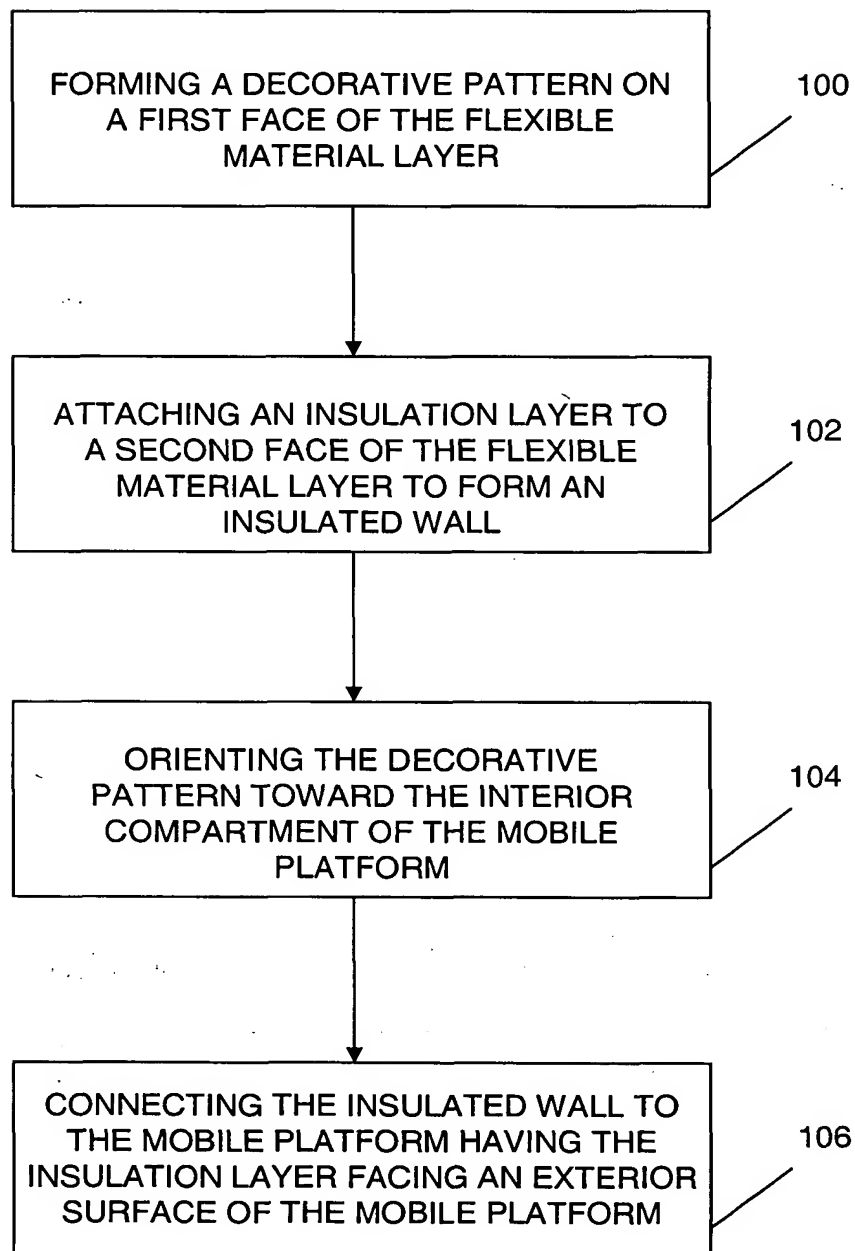 FORMING A DECORATIVE PATTERN ON
A FIRST FACE OF THE FLEXIBLE
MATERIAL LAYER
100
ATTACHING AN INSULATION LAYER TO
A SECOND FACE OF THE FLEXIBLE
MATERIAL LAYER TO FORM AN
INSULATED WALL
102
ORIENTING THE DECORATIVE
PATTERN TOWARD THE INTERIOR
COMPARTMENT OF THE MOBILE
PLATFORM
104
CONNECTING THE INSULATED WALL TO
THE MOBILE PLATFORM HAVING THE
INSULATION LAYER FACING AN EXTERIOR
SURFACE OF THE MOBILE PLATFORM
106